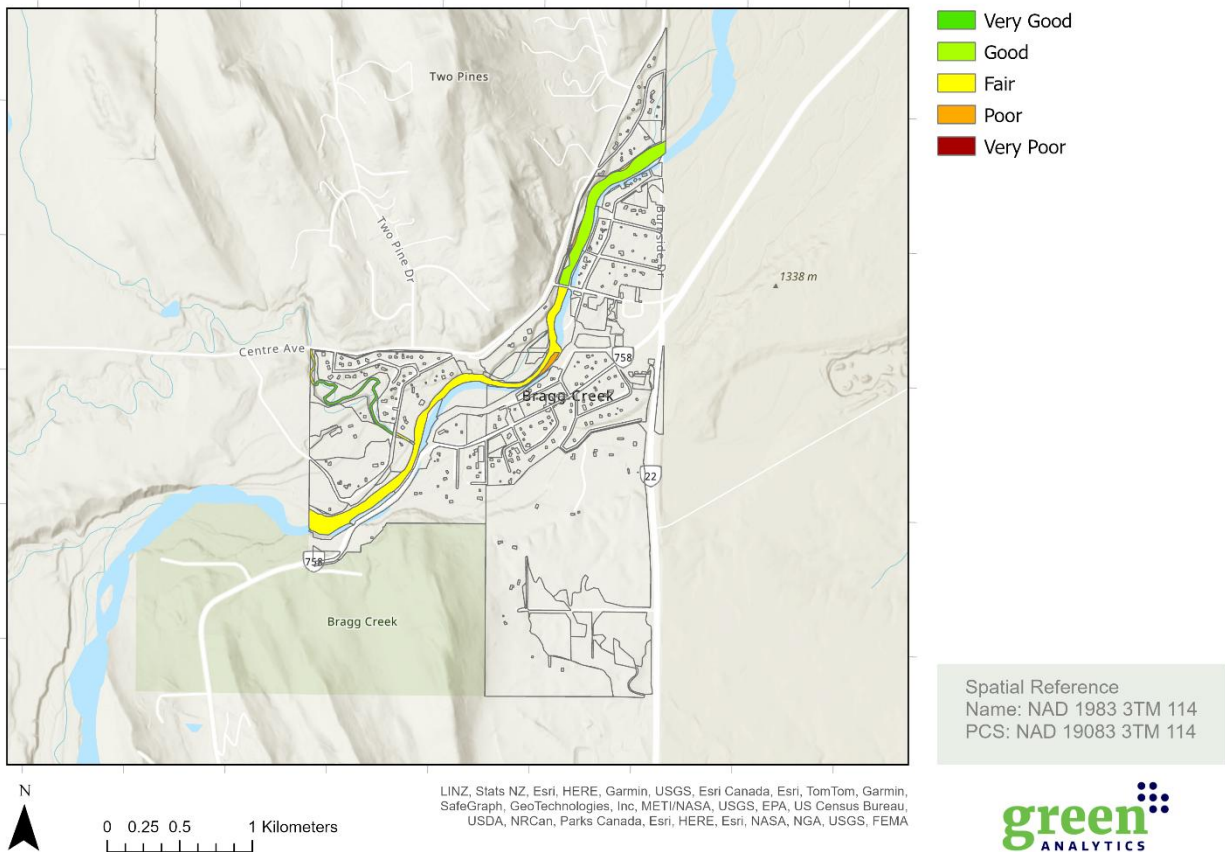 Very Good
Good
Fair
Poor
Very Poor
Two Pines
Two Pine Dr
1338 m
Centre Ave
758
Bragg Creek
22
758
Bragg Creek
Spatial Reference
Name: NAD 1983 3TM 114
PCS: NAD 19083 3TM 114
N
0 0.25 0.5 1 Kilometers
LINZ, Stats NZ, Esri, HERE, Garmin, USGS, Esri Canada, Esri, TomTom, Garmin,
SafeGraph, GeoTechnologies, Inc, METI/NASA, USGS, EPA, US Census Bureau,
USDA, NRCan, Parks Canada, Esri, HERE, Esri, NASA, NGA, USGS, FEMA
green
ANALYTICS